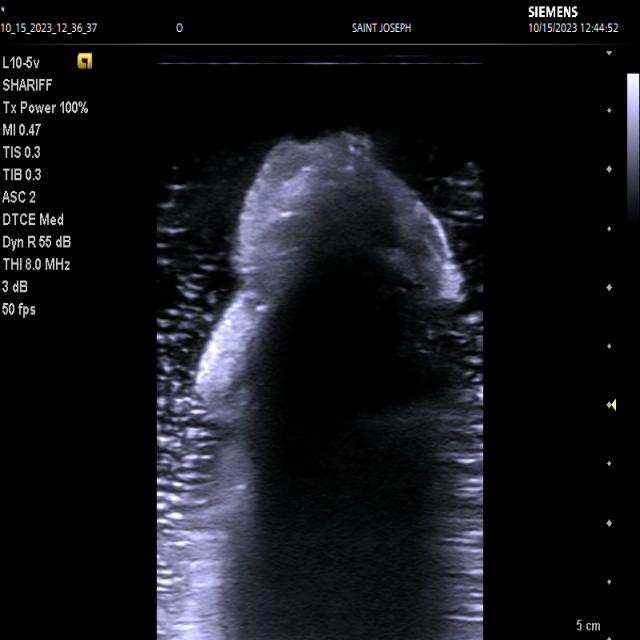 *
SIEMENS
10_15_2023_12_36_37
O
SAINT JOSEPH
10/15/2023 12:44:52
L10-5v
SHARIFF
Tx Power 100%
MI 0.47
TIS 0.3
TIB 0.3
ASC 2
DTCE Med
Dyn R 55 dB
THI 8.0 MHz
3 dB
50 fps
5 cm